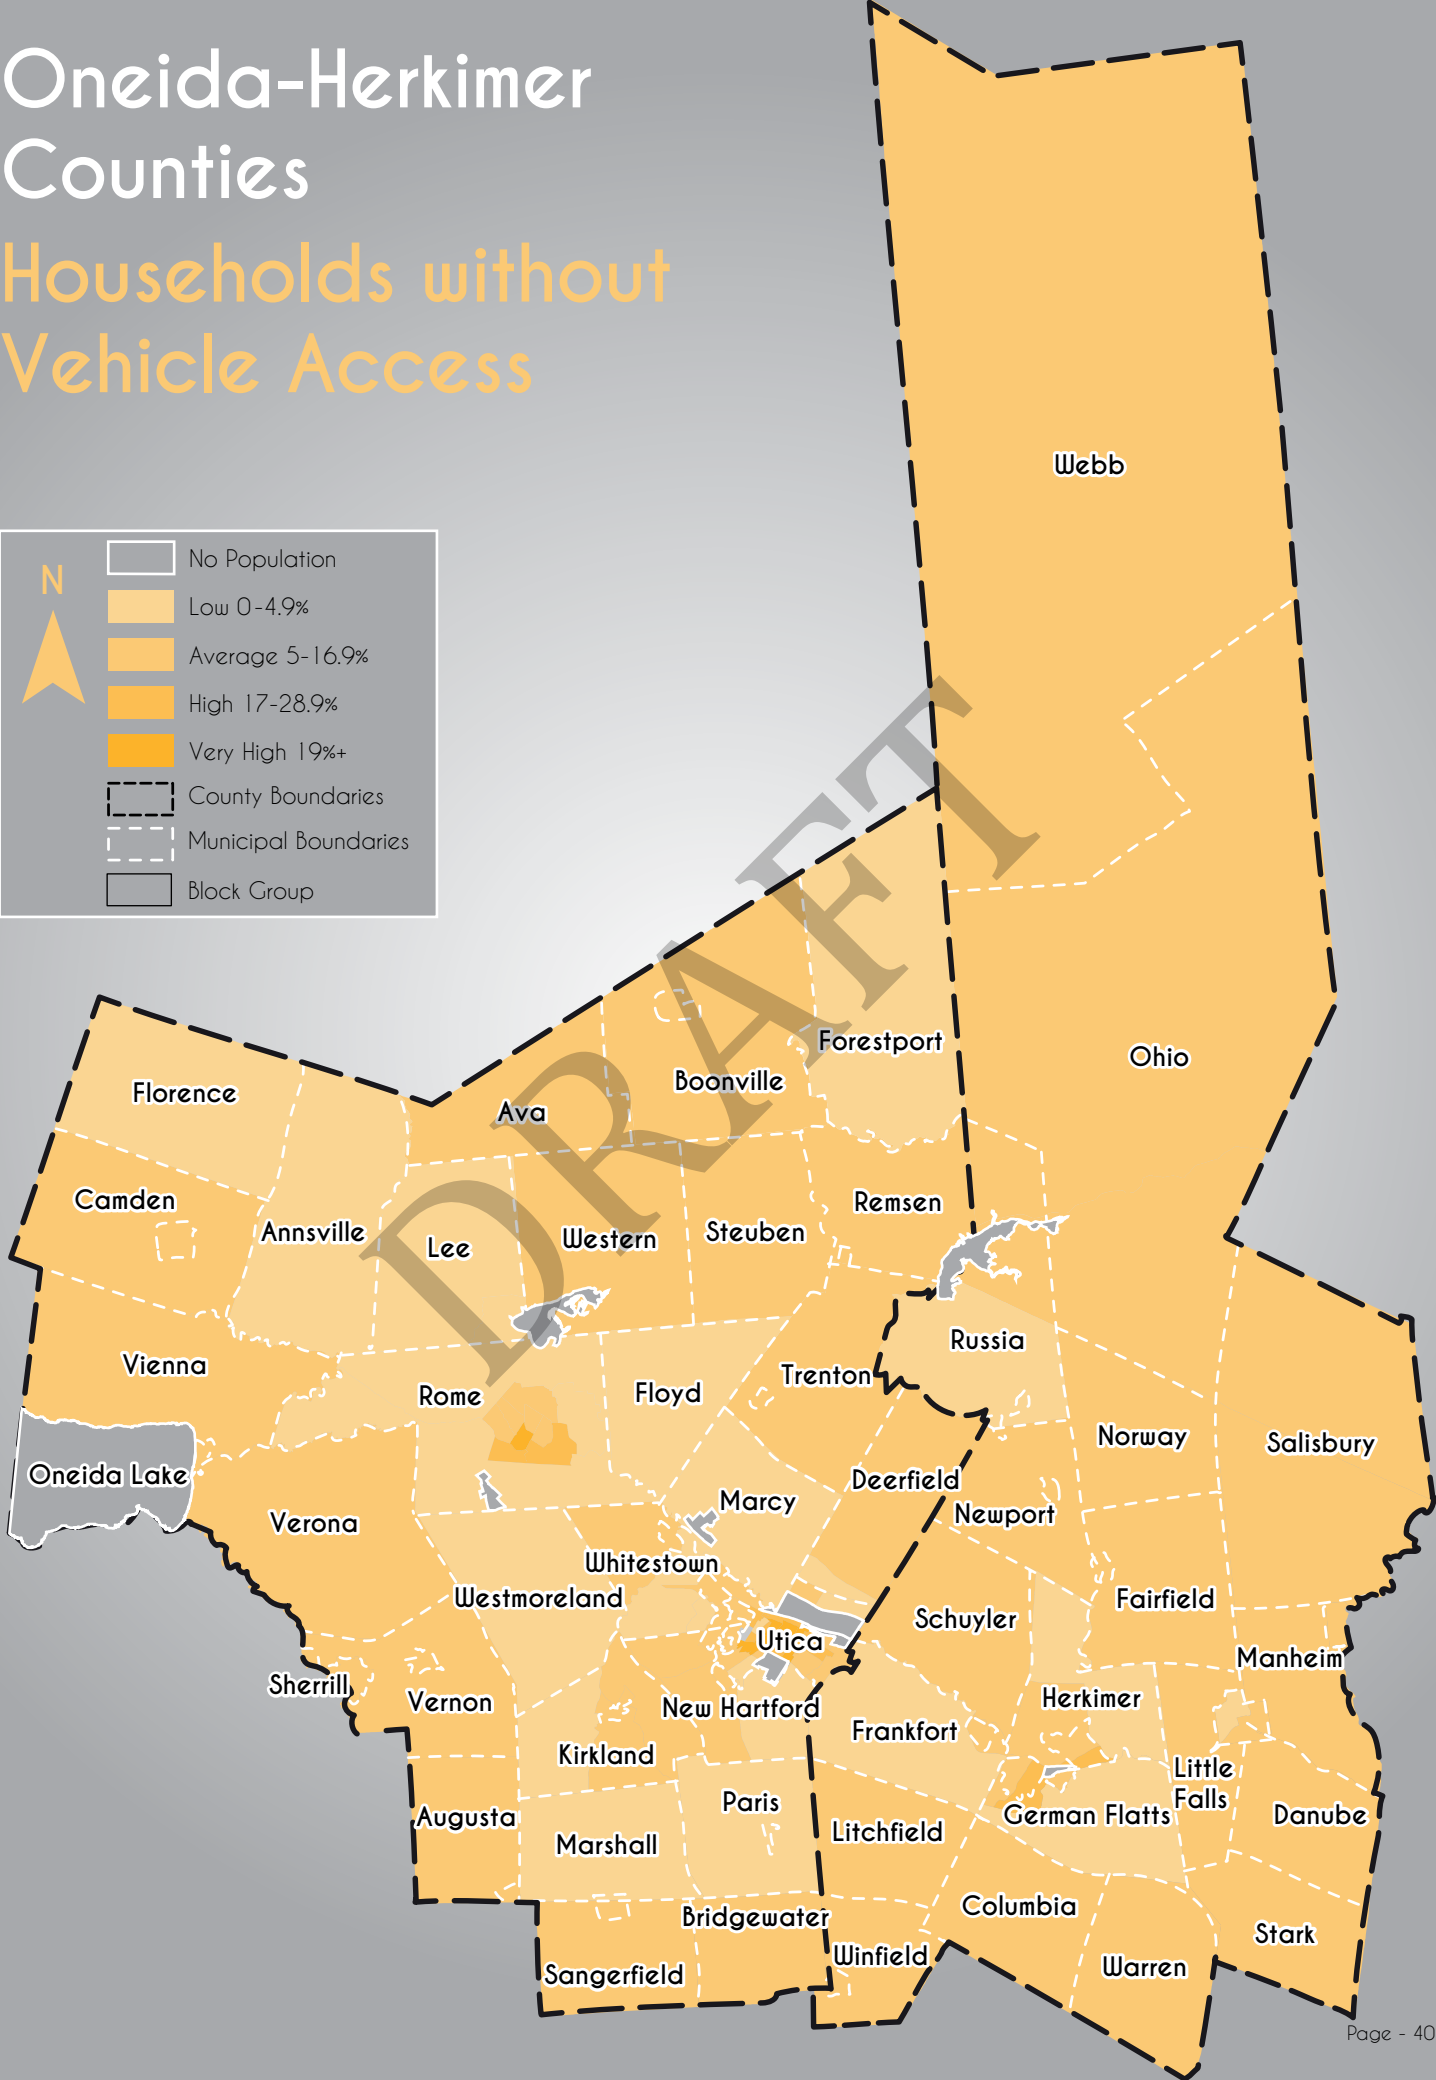 Oneida-Herkimer
Counties
Households without
Vehicle Access
N
No Population
Low 0-4.9%
Average 5-16.9%
High 17-28.9%
Very High 19%+
County Boundaries
Municipal Boundaries
Block Group
DRAFT
Webb
Ohio
Forestport
Boonville
Ava
Florence
Camden
Annsville
Lee
Western
Steuben
Remsen
Vienna
Rome
Floyd
Trenton
Russia
Oneida Lake
Verona
Marcy
Deerfield
Norway
Salisbury
Newport
Whitestown
Westmoreland
Schuyler
Fairfield
Utica
Manheim
Sherrill
Vernon
New Hartford
Herkimer
Frankfort
Kirkland
Little
Falls
Augusta
Paris
Marshall
Litchfield
German Flatts
Danube
Columbia
Bridgewater
Stark
Winfield
Warren
Sangerfield
Page - 40